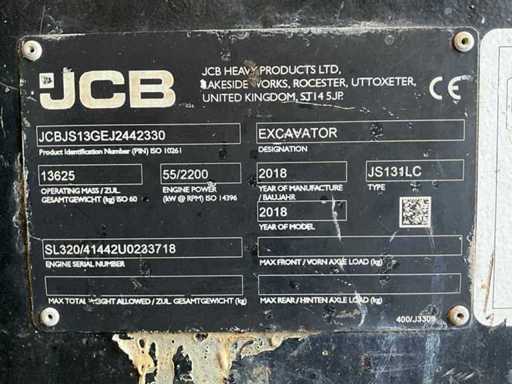 JCB
JCB HEAVY PRODUCTS LTD,
LAKESIDE WORKS, ROCESTER, UTTOXETER,
UNITED KINGDOM, ST14 5JP.
CE
JCBJS13GEJ2442330
Product Identification Number (PIN) ISO 10261
EXCAVATOR
DESIGNATION
13625
OPERATING MASS / ZUL.
GESAMTGEWICHT (kg) ISO 60
55/2200
ENGINE POWER
(kW @ RPM) ISO 14396
2018
YEAR OF MANUFACTURE
/ BAUJAHR
JS131LC
TYPE
2018
YEAR OF MODEL
SL320/41442U0233718
ENGINE SERIAL NUMBER
MAX FRONT / VORN AXLE LOAD (kg)
MAX TOTAL WEIGHT ALLOWED / ZUL. GESAMTGEWICHT (kg)
MAX REAR / HINTEN AXLE LOAD (kg)
400/J3309